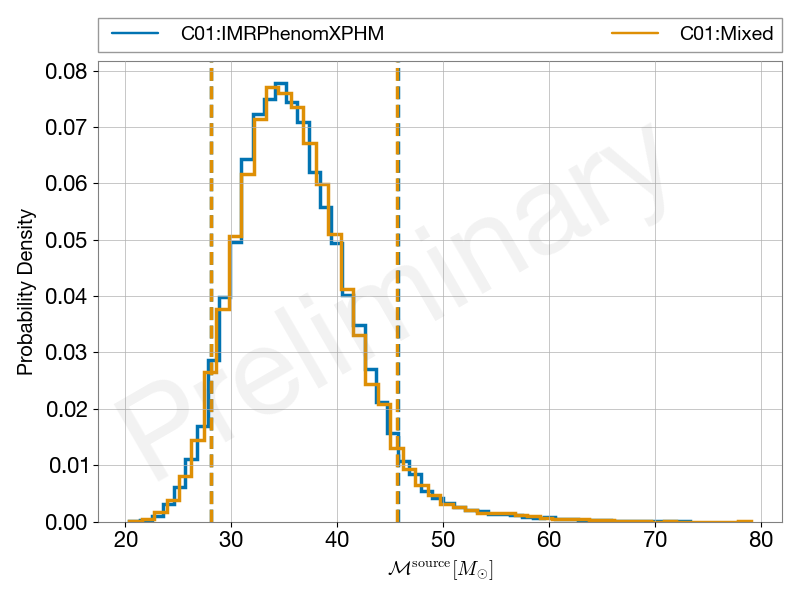 C01:IMRPhenomXPHM C01:Mixed
0.08
0.07
0.06
0.05
0.04
0.03
0.02
0.01
0.00
Probability Density
Preliminary
20 30 40 50 60 70 80
ℳ^source [M_⊙]